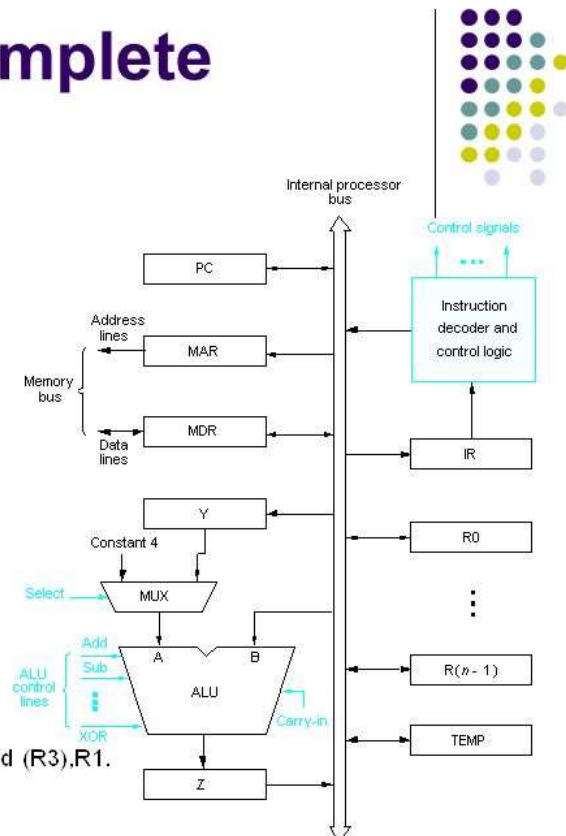 mplete
Internal processor
bus
Control signals
...
PC
Instruction
decoder and
control logic
Address
lines
MAR
Memory
bus
MDR
Data
lines
IR
Y
Constant 4
R0
Select
MUX
Add
A
B
Sub
R(n - 1)
ALU
control
lines
ALU
Carry-in
XOR
TEMP
d (R3),R1.
Z